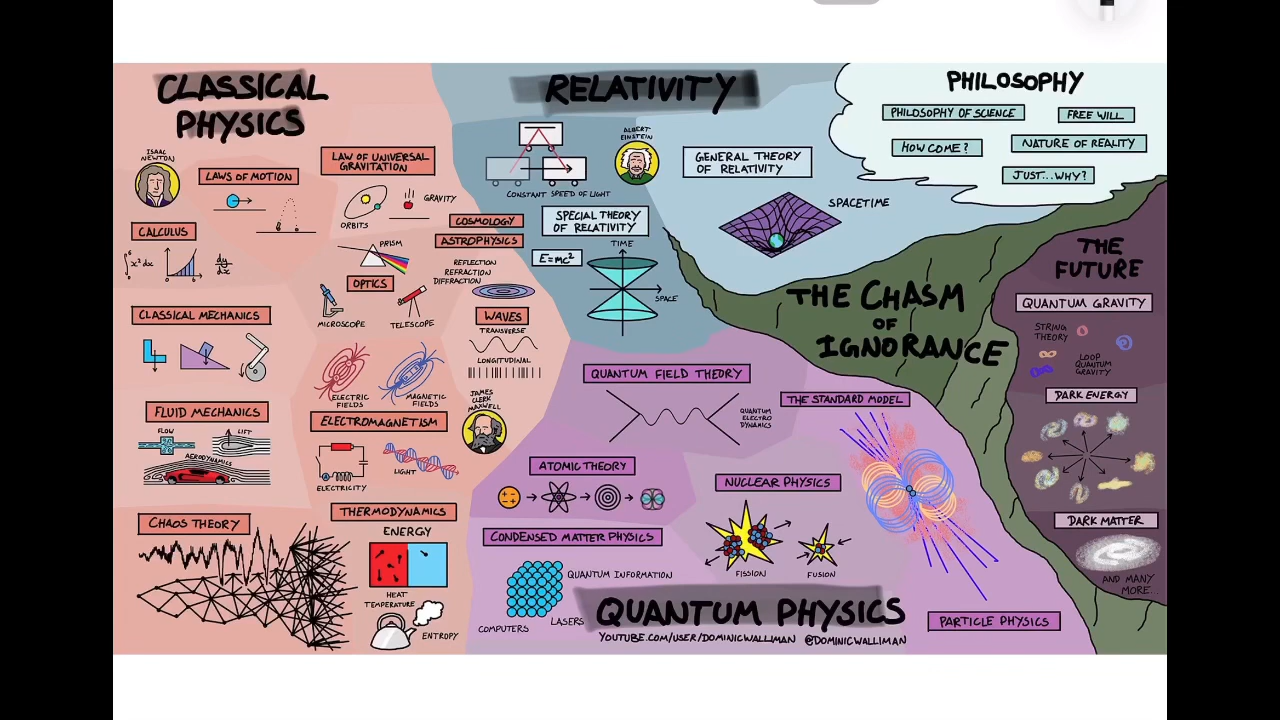 CLASSICAL
PHYSICS
ISAAC
NEWTON
LAWS OF MOTION
LAW OF UNIVERSAL
GRAVITATION
ORBITS
GRAVITY
CALCULUS
∫ x² dx
dy
dx
PRISM
COSMOLOGY
ASTROPHYSICS
OPTICS
REFLECTION
REFRACTION
DIFFRACTION
MICROSCOPE
TELESCOPE
CLASSICAL MECHANICS
WAVES
TRANSVERSE
LONGITUDINAL
ELECTRIC
FIELDS
MAGNETIC
FIELDS
JAMES
CLERK
MAXWELL
FLUID MECHANICS
FLOW
LIFT
AERODYNAMICS
ELECTROMAGNETISM
ELECTRICITY
LIGHT
CHAOS THEORY
THERMODYNAMICS
ENERGY
HEAT
TEMPERATURE
ENTROPY
RELATIVITY
CONSTANT SPEED OF LIGHT
ALBERT
EINSTEIN
GENERAL THEORY
OF RELATIVITY
SPECIAL THEORY
OF RELATIVITY
E=mc²
TIME
SPACE
SPACETIME
PHILOSOPHY
PHILOSOPHY OF SCIENCE
FREE WILL
HOW COME?
NATURE OF REALITY
JUST...WHY?
THE CHASM
OF
IGNORANCE
THE
FUTURE
QUANTUM GRAVITY
STRING
THEORY
LOOP
QUANTUM
GRAVITY
DARK ENERGY
DARK MATTER
AND MANY
MORE...
QUANTUM FIELD THEORY
QUANTUM
ELECTRO
DYNAMICS
THE STANDARD MODEL
ATOMIC THEORY
NUCLEAR PHYSICS
FISSION
FUSION
CONDENSED MATTER PHYSICS
QUANTUM INFORMATION
LASERS
COMPUTERS
QUANTUM PHYSICS
YOUTUBE.COM/USER/DOMINICWALLIMAN @DOMINICWALLIMAN
PARTICLE PHYSICS